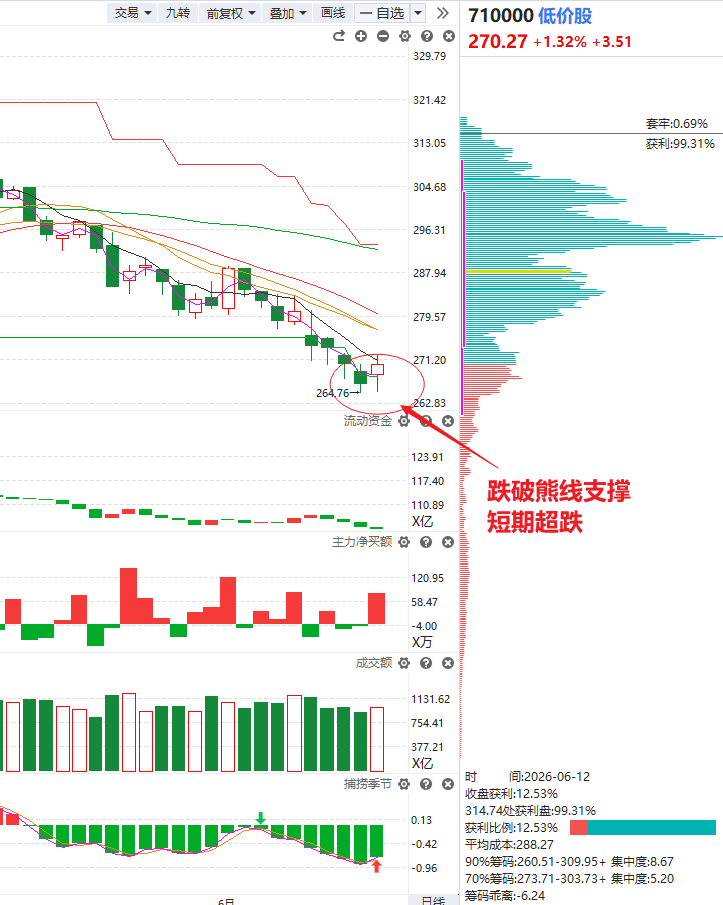 交易 九转 前复权 叠加 画线 一 自选
710000 低价股
270.27 +1.32% +3.51
329.79
321.42
313.05
304.68
296.31
287.94
279.57
271.20
262.83
套牢:0.69%
获利:99.31%
264.76
流动资金
123.91
117.40
110.89
X亿
跌破熊线支撑
短期超跌
主力净买额
120.95
58.47
-4.00
X万
成交额
1131.62
754.41
377.21
X亿
捕捞季节
0.13
-0.42
-0.96
6月
日线
时 间:2026-06-12
收盘获利:12.53%
314.74处获利盘:99.31%
获利比例:12.53%
平均成本:288.27
90%筹码:260.51-309.95+ 集中度:8.67
70%筹码:273.71-303.73+ 集中度:5.20
筹码乖离:-6.24